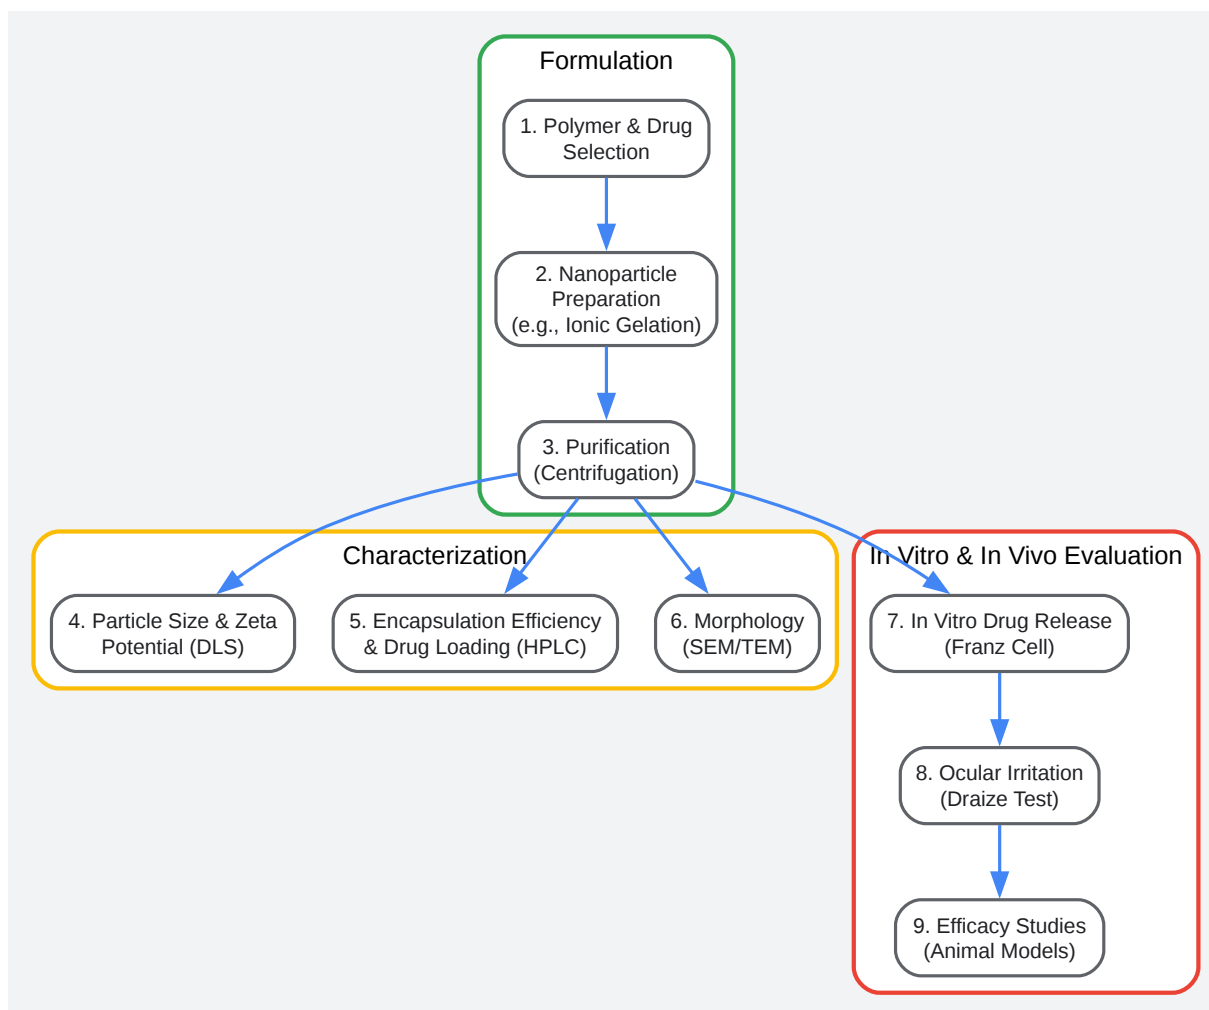 Formulation
1. Polymer & Drug
Selection
2. Nanoparticle
Preparation
(e.g., Ionic Gelation)
3. Purification
(Centrifugation)
Characterization
4. Particle Size & Zeta
Potential (DLS)
5. Encapsulation Efficiency
& Drug Loading (HPLC)
6. Morphology
(SEM/TEM)
In Vitro & In Vivo Evaluation
7. In Vitro Drug Release
(Franz Cell)
8. Ocular Irritation
(Draize Test)
9. Efficacy Studies
(Animal Models)